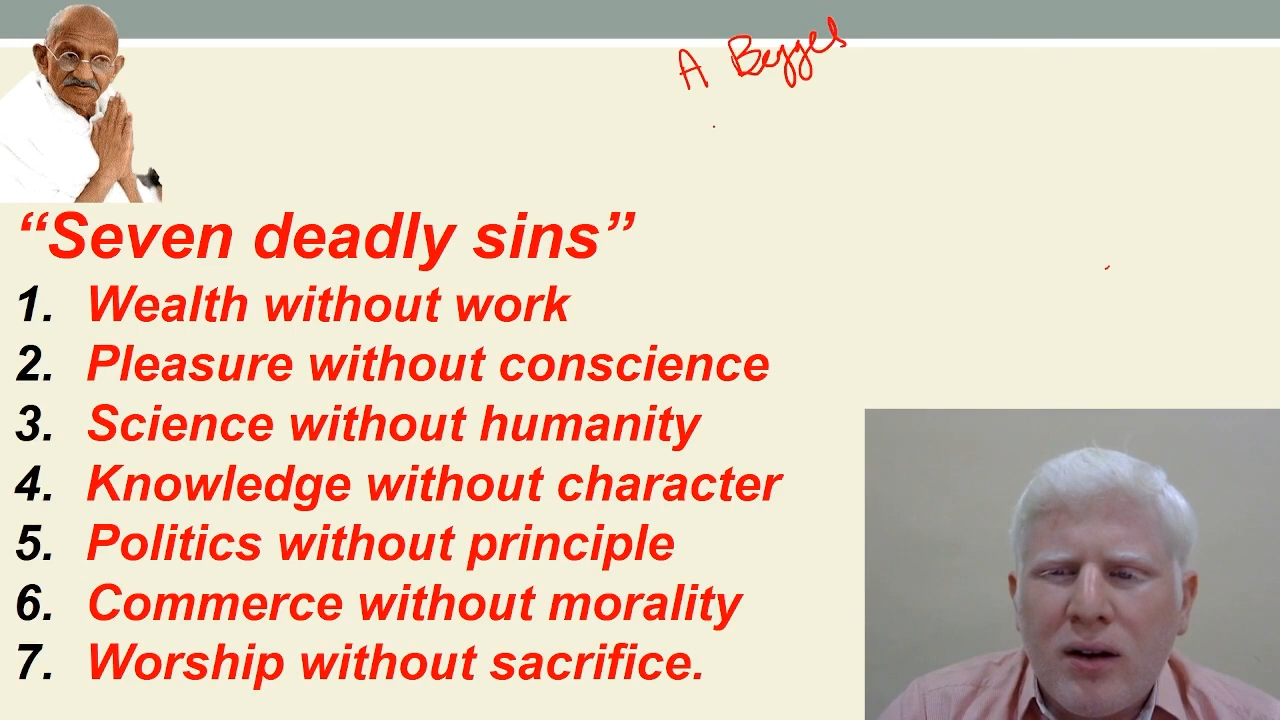 A Begger
“Seven deadly sins”
1. Wealth without work
2. Pleasure without conscience
3. Science without humanity
4. Knowledge without character
5. Politics without principle
6. Commerce without morality
7. Worship without sacrifice.